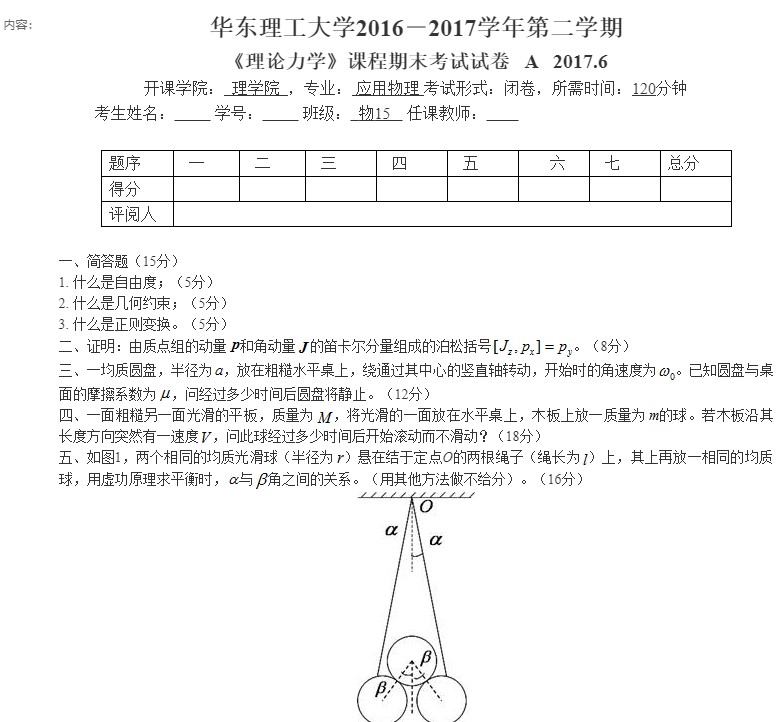 内容:
华东理工大学2016－2017学年第二学期
《理论力学》课程期末考试试卷 A 2017.6
开课学院: 理学院 ，专业: 应用物理 考试形式: 闭卷，所需时间: 120分钟
考生姓名: ____ 学号: ____ 班级: 物15 任课教师: ____
题序 一 二 三 四 五 六 七 总分
得分
评阅人
一、简答题（15分）
1. 什么是自由度；（5分）
2. 什么是几何约束；（5分）
3. 什么是正则变换。（5分）
二、证明: 由质点组的动量P和角动量J的笛卡尔分量组成的泊松括号[J_z, p_x] = p_y。（8分）
三、一均质圆盘，半径为a，放在粗糙水平桌上，绕通过其中心的竖直轴转动，开始时的角速度为ω₀。已知圆盘与桌
面的摩擦系数为μ，问经过多少时间后圆盘将静止。（12分）
四、一面粗糙另一面光滑的平板，质量为M，将光滑的一面放在水平桌上，木板上放一质量为m的球。若木板沿其
长度方向突然有一速度V，问此球经过多少时间后开始滚动而不滑动？（18分）
五、如图1，两个相同的均质光滑球（半径为r）悬在结于定点O的两根绳子（绳长为l）上，其上再放一相同的均质
球，用虚功原理求平衡时，α与β角之间的关系。（用其他方法做不给分）。（16分）
O
α
α
β
β